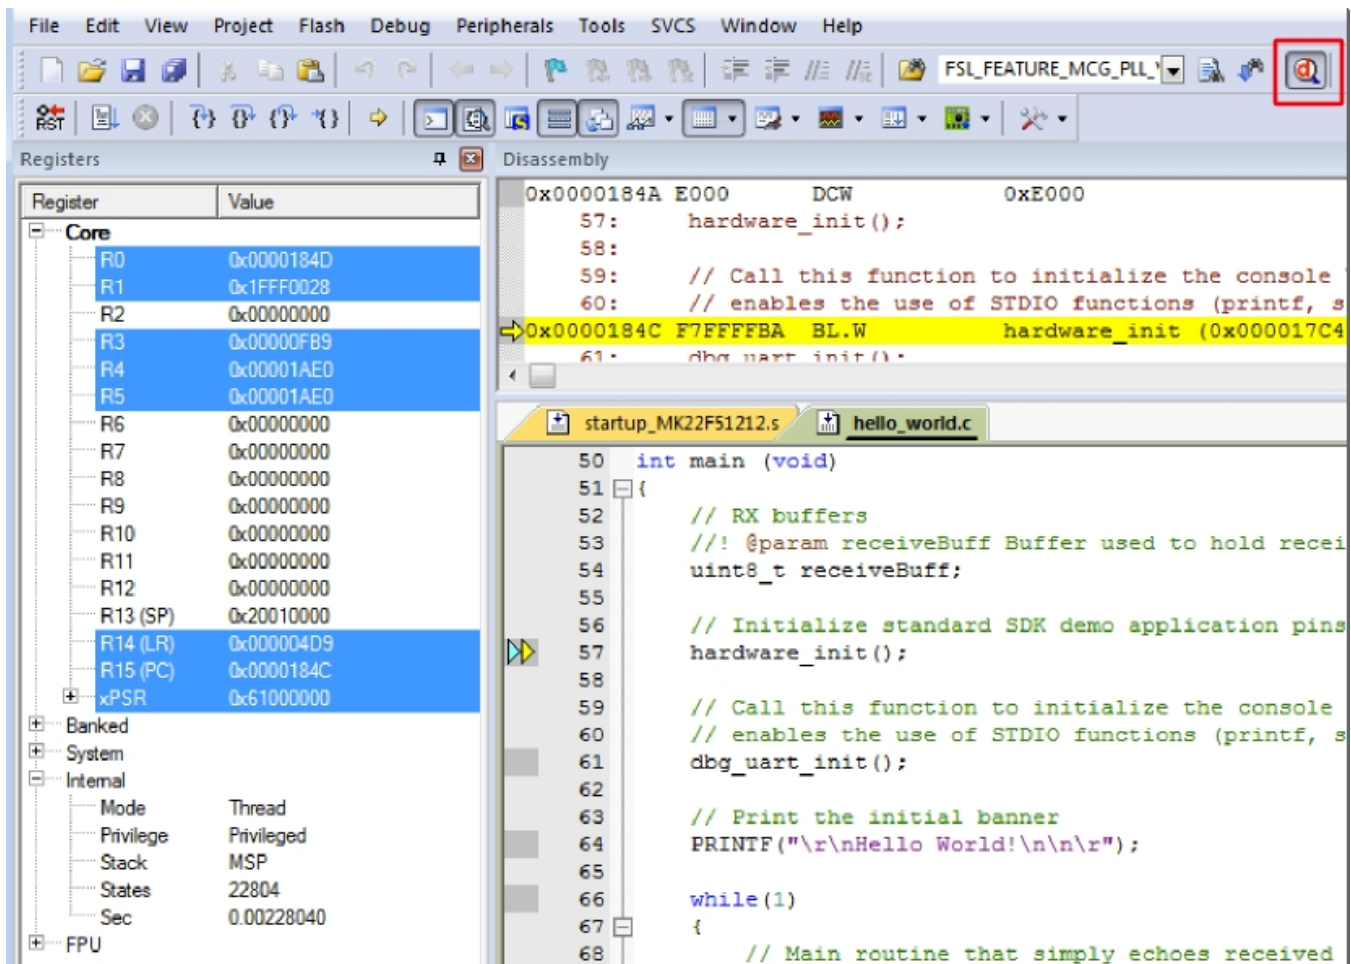 File Edit View Project Flash Debug Peripherals Tools SVCS Window Help
FSL_FEATURE_MCG_PLL_
RST
Registers
Register Value
Core
R0 0x0000184D
R1 0x1FFF0028
R2 0x00000000
R3 0x00000FB9
R4 0x00001AE0
R5 0x00001AE0
R6 0x00000000
R7 0x00000000
R8 0x00000000
R9 0x00000000
R10 0x00000000
R11 0x00000000
R12 0x00000000
R13 (SP) 0x20010000
R14 (LR) 0x000004D9
R15 (PC) 0x0000184C
xPSR 0x61000000
Banked
System
Internal
Mode Thread
Privilege Privileged
Stack MSP
States 22804
Sec 0.00228040
FPU
Disassembly
0x0000184A E000 DCW 0xE000
57: hardware_init();
58:
59: // Call this function to initialize the console
60: // enables the use of STDIO functions (printf, s
0x0000184C F7FFFFBA BL.W hardware_init (0x000017C4
61: dbg_uart_init();
startup_MK22F51212.s hello_world.c
50 int main (void)
51 {
52 // RX buffers
53 //! @param receiveBuff Buffer used to hold recei
54 uint8_t receiveBuff;
55
56 // Initialize standard SDK demo application pins
57 hardware_init();
58
59 // Call this function to initialize the console
60 // enables the use of STDIO functions (printf, s
61 dbg_uart_init();
62
63 // Print the initial banner
64 PRINTF("\r\nHello World!\n\n\r");
65
66 while(1)
67 {
68 // Main routine that simply echoes received